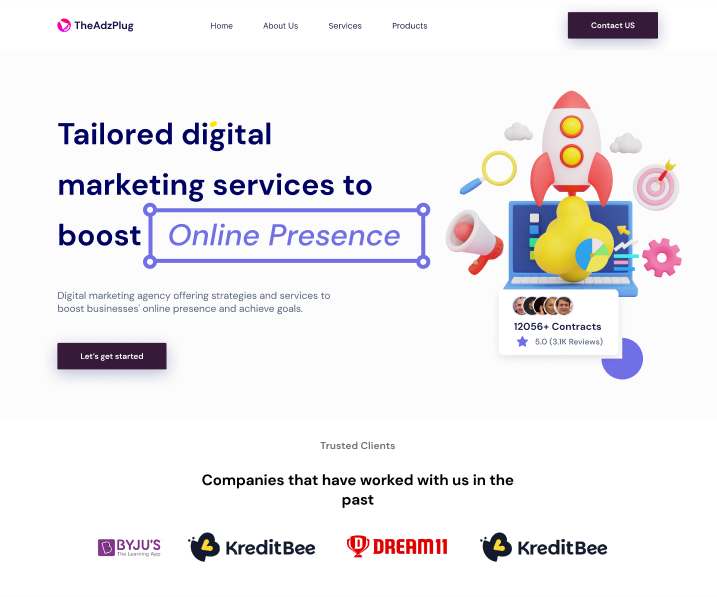 TheAdzPlug
Home About Us Services Products
Contact US
Tailored digital
marketing services to
boost Online Presence
Digital marketing agency offering strategies and services to
boost businesses' online presence and achieve goals.
Let's get started
12056+ Contracts
5.0 (3.1K Reviews)
Trusted Clients
Companies that have worked with us in the
past
BYJU'S
The Learning App
KreditBee
DREAM11
KreditBee